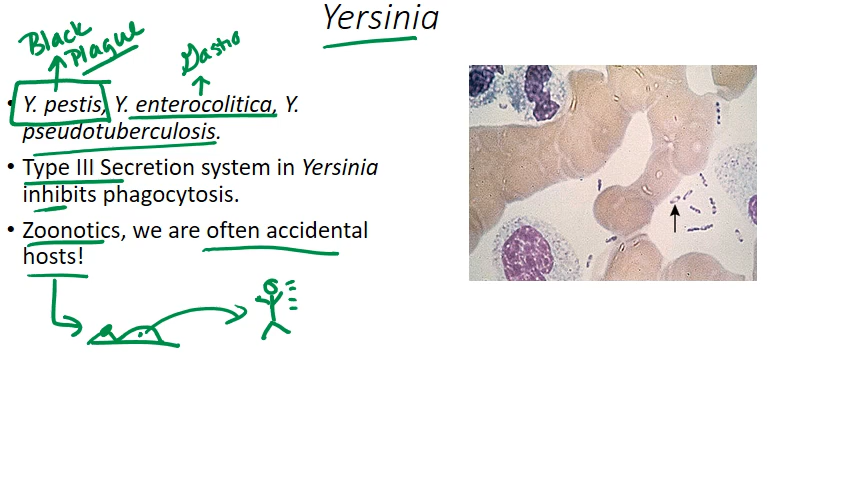 Yersinia
Black
Plague
Gastro
• Y. pestis, Y. enterocolitica, Y.
pseudotuberculosis.
• Type III Secretion system in Yersinia
inhibits phagocytosis.
• Zoonotics, we are often accidental
hosts!